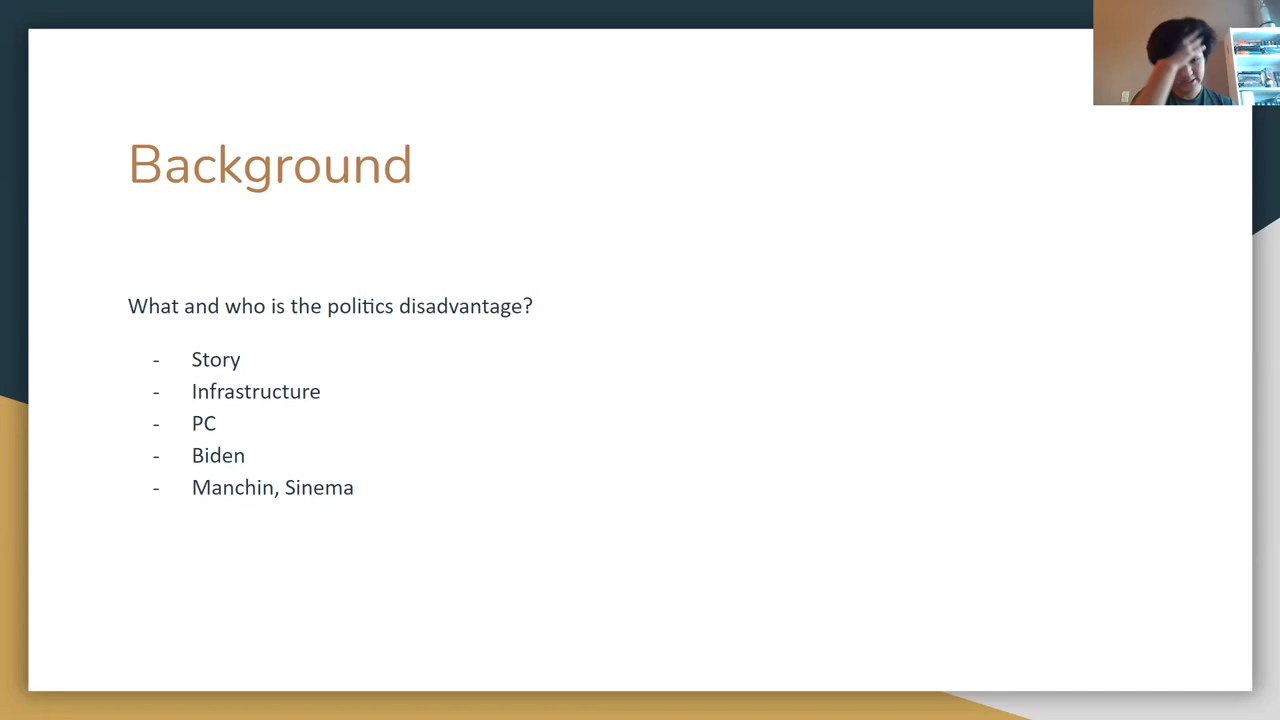 Background
What and who is the politics disadvantage?
- Story
- Infrastructure
- PC
- Biden
- Manchin, Sinema